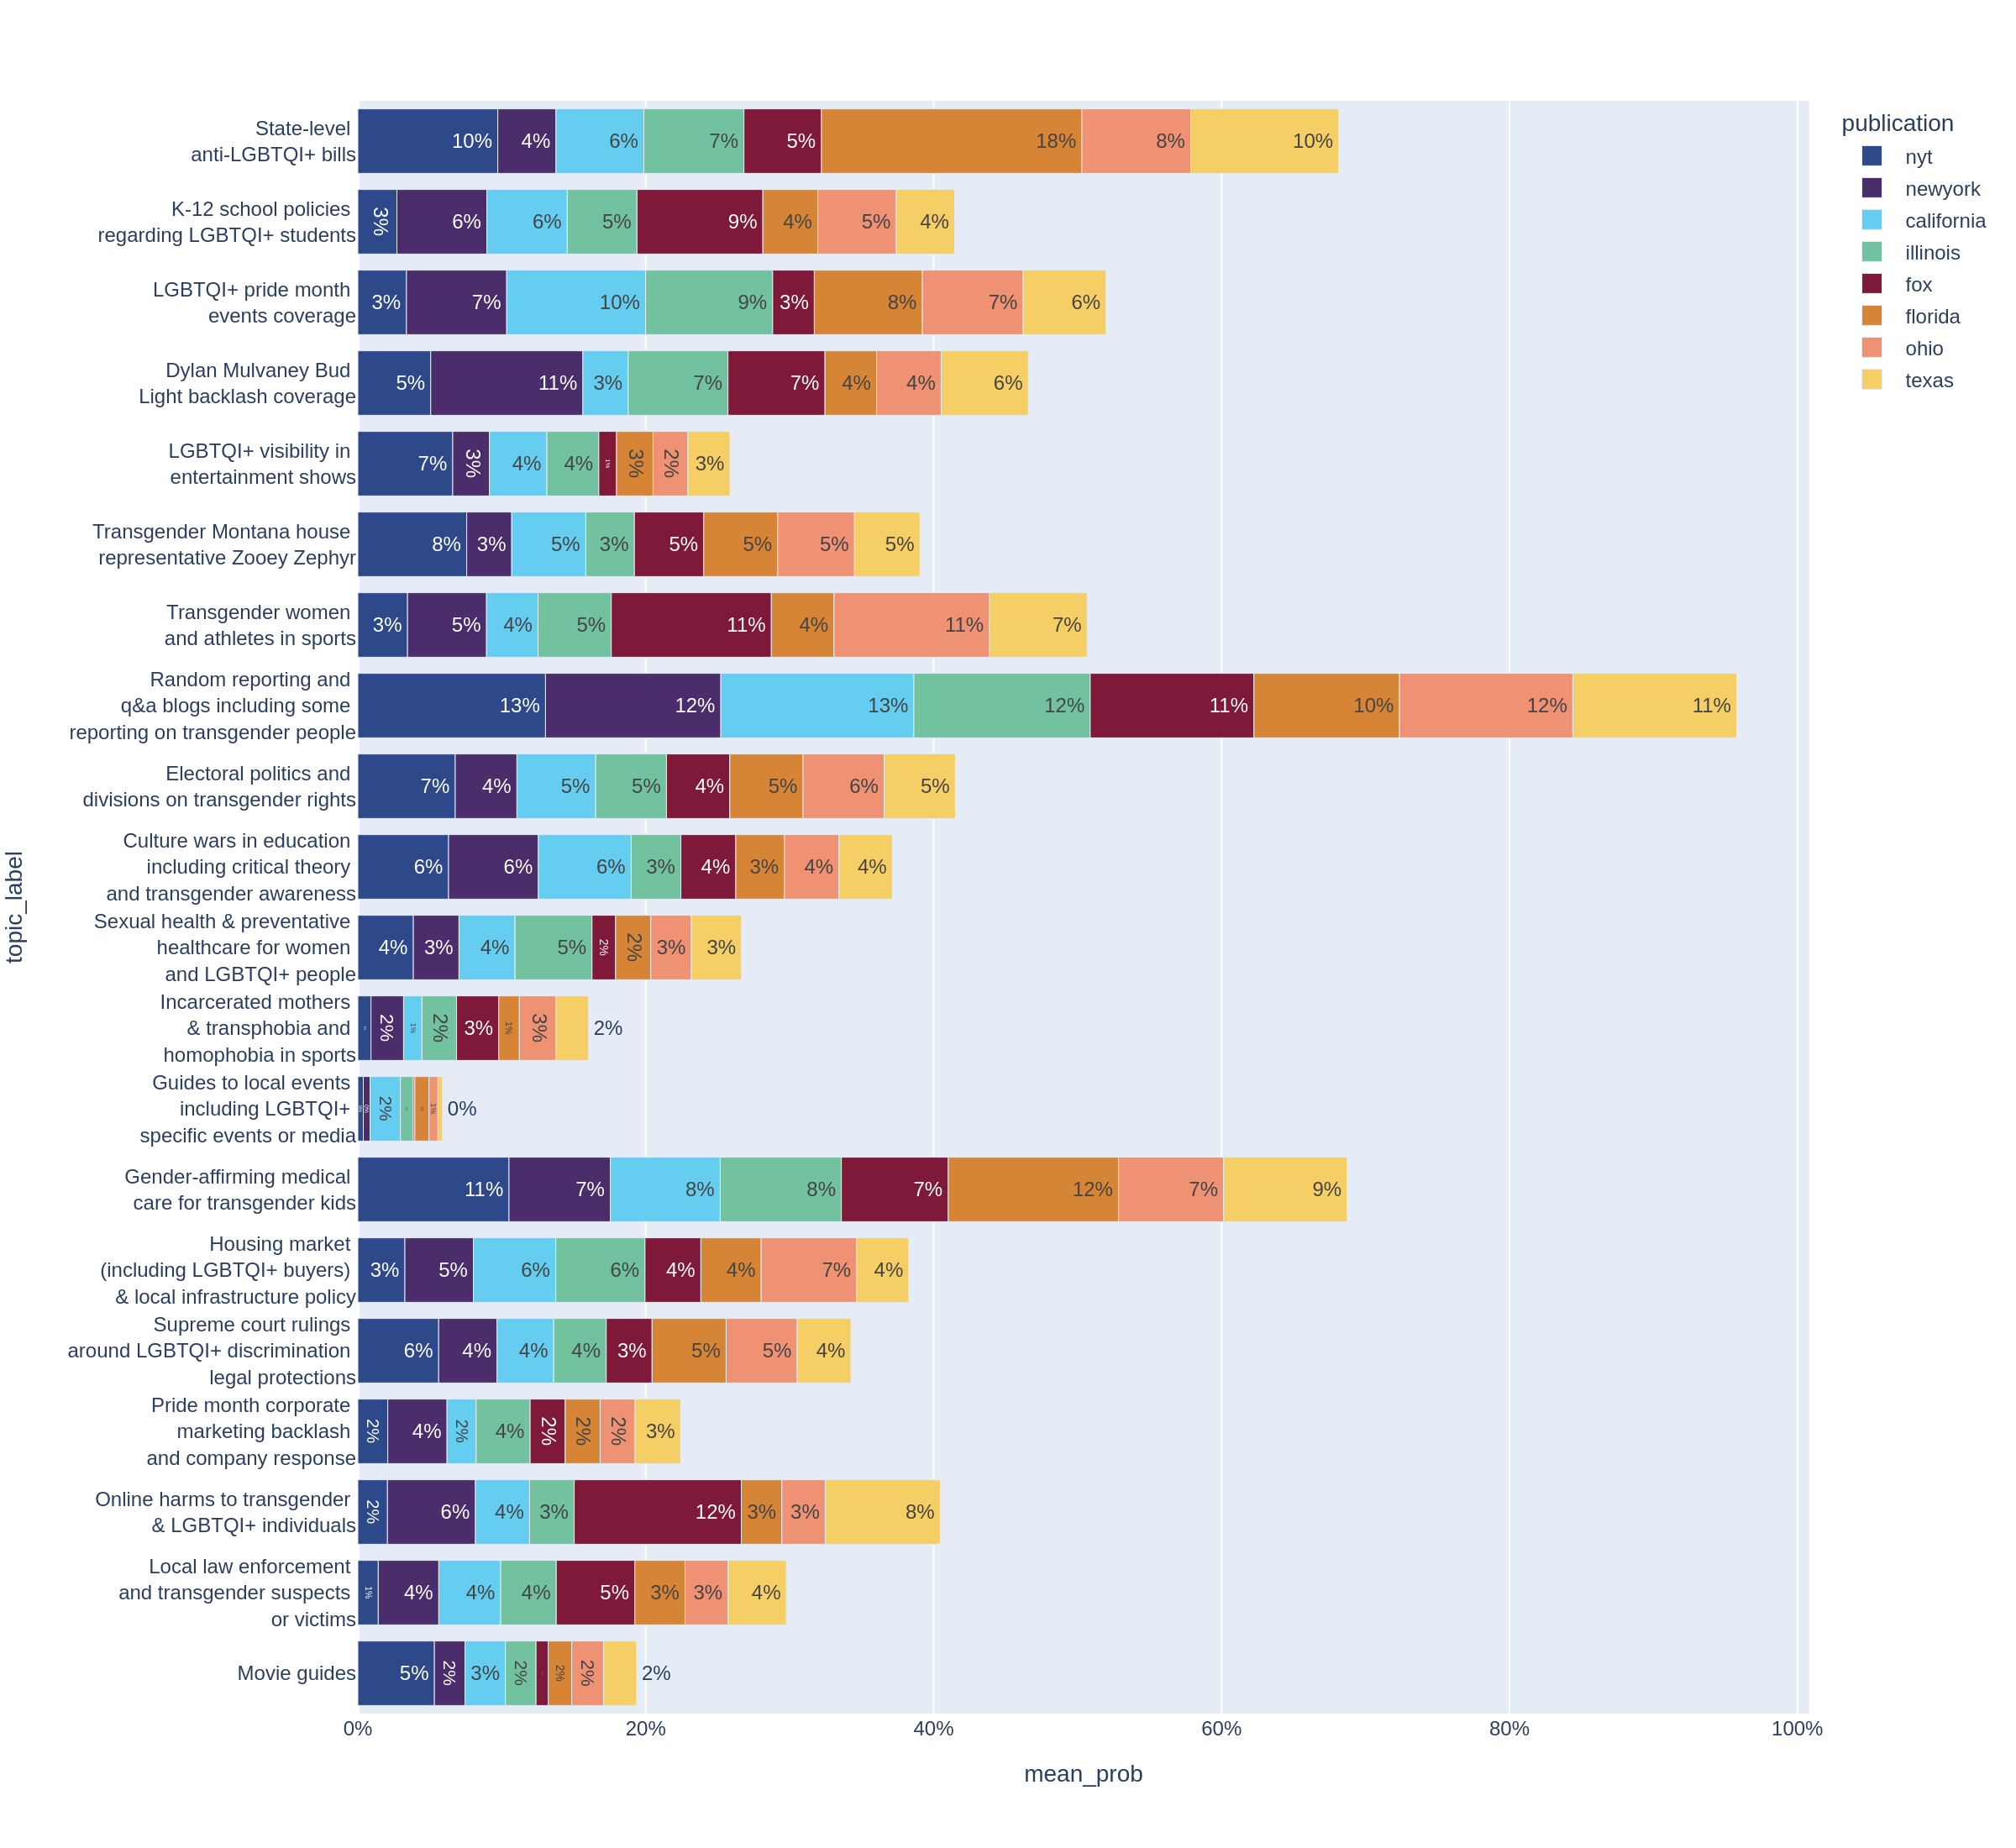 State-level
anti-LGBTQI+ bills
10% 4% 6% 7% 5% 18% 8% 10%
K-12 school policies
regarding LGBTQI+ students
3% 6% 6% 5% 9% 4% 5% 4%
LGBTQI+ pride month
events coverage
3% 7% 10% 9% 3% 8% 7% 6%
Dylan Mulvaney Bud
Light backlash coverage
5% 11% 3% 7% 7% 4% 4% 6%
LGBTQI+ visibility in
entertainment shows
7% 3% 4% 4% 1% 3% 2% 3%
Transgender Montana house
representative Zooey Zephyr
8% 3% 5% 3% 5% 5% 5% 5%
Transgender women
and athletes in sports
3% 5% 4% 5% 11% 4% 11% 7%
Random reporting and
q&a blogs including some
reporting on transgender people
13% 12% 13% 12% 11% 10% 12% 11%
Electoral politics and
divisions on transgender rights
7% 4% 5% 5% 4% 5% 6% 5%
Culture wars in education
including critical theory
and transgender awareness
6% 6% 6% 3% 4% 3% 4% 4%
Sexual health & preventative
healthcare for women
and LGBTQI+ people
4% 3% 4% 5% 2% 2% 3% 3%
Incarcerated mothers
& transphobia and
homophobia in sports
2% 1% 2% 3% 1% 3% 2%
Guides to local events
including LGBTQI+
specific events or media
2% 1% 0%
Gender-affirming medical
care for transgender kids
11% 7% 8% 8% 7% 12% 7% 9%
Housing market
(including LGBTQI+ buyers)
& local infrastructure policy
3% 5% 6% 6% 4% 4% 7% 4%
Supreme court rulings
around LGBTQI+ discrimination
legal protections
6% 4% 4% 4% 3% 5% 5% 4%
Pride month corporate
marketing backlash
and company response
2% 4% 2% 4% 2% 2% 2% 3%
Online harms to transgender
& LGBTQI+ individuals
2% 6% 4% 3% 12% 3% 3% 8%
Local law enforcement
and transgender suspects
or victims
1% 4% 4% 4% 5% 3% 3% 4%
Movie guides
5% 2% 3% 2% 2% 2% 2%
0% 20% 40% 60% 80% 100%
mean_prob
topic_label
publication
nyt
newyork
california
illinois
fox
florida
ohio
texas